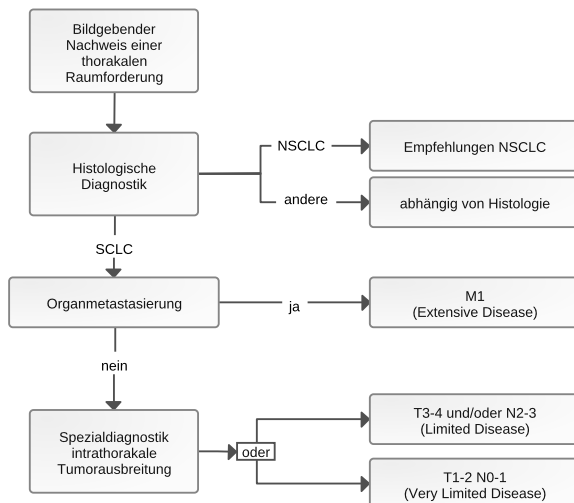 Bildgebender
Nachweis einer
thorakalen
Raumforderung
Histologische
Diagnostik
NSCLC
Empfehlungen NSCLC
andere
abhängig von Histologie
SCLC
Organmetastasierung
ja
M1
(Extensive Disease)
nein
Spezialdiagnostik
intrathorakale
Tumorausbreitung
oder
T3-4 und/oder N2-3
(Limited Disease)
T1-2 N0-1
(Very Limited Disease)